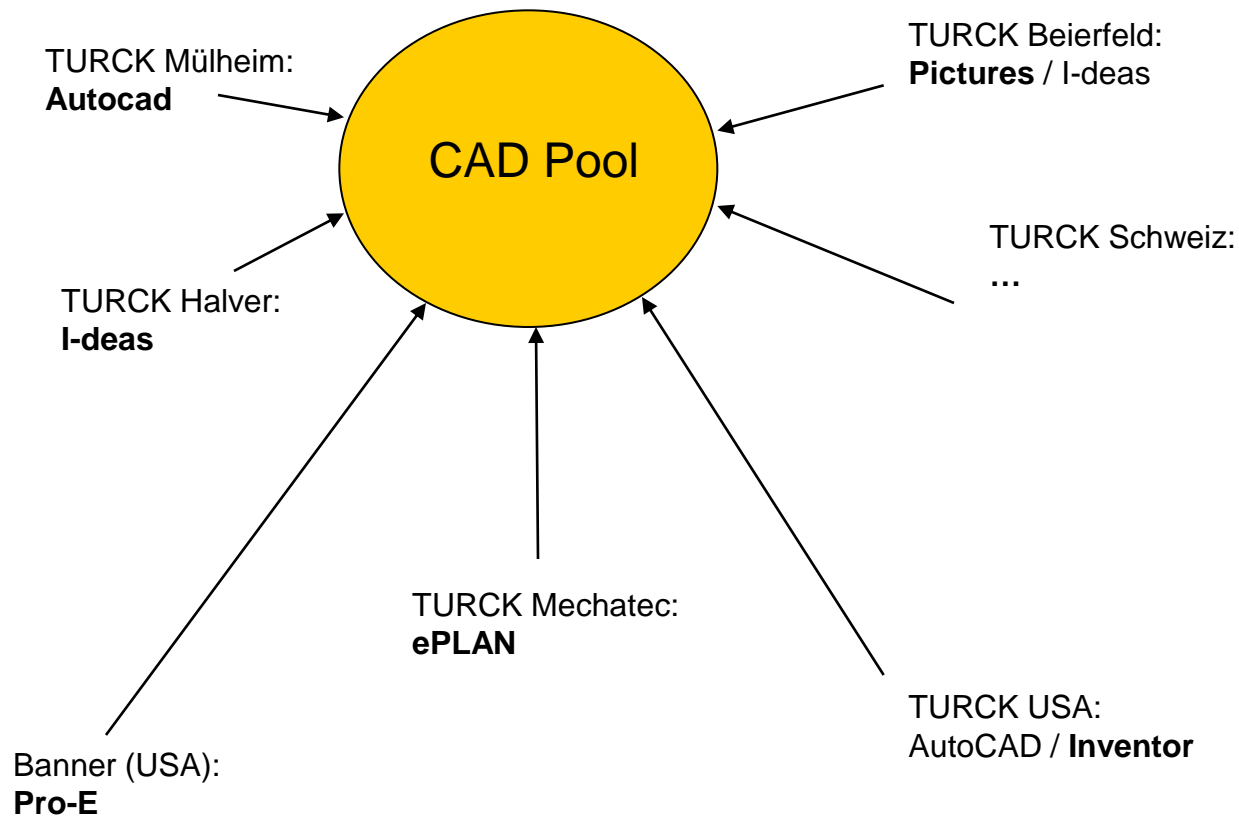 TURCK Mülheim:
Autocad
TURCK Beierfeld:
Pictures / I-deas
CAD Pool
TURCK Schweiz:
...
TURCK Halver:
I-deas
TURCK Mechatec:
ePLAN
TURCK USA:
AutoCAD / Inventor
Banner (USA):
Pro-E